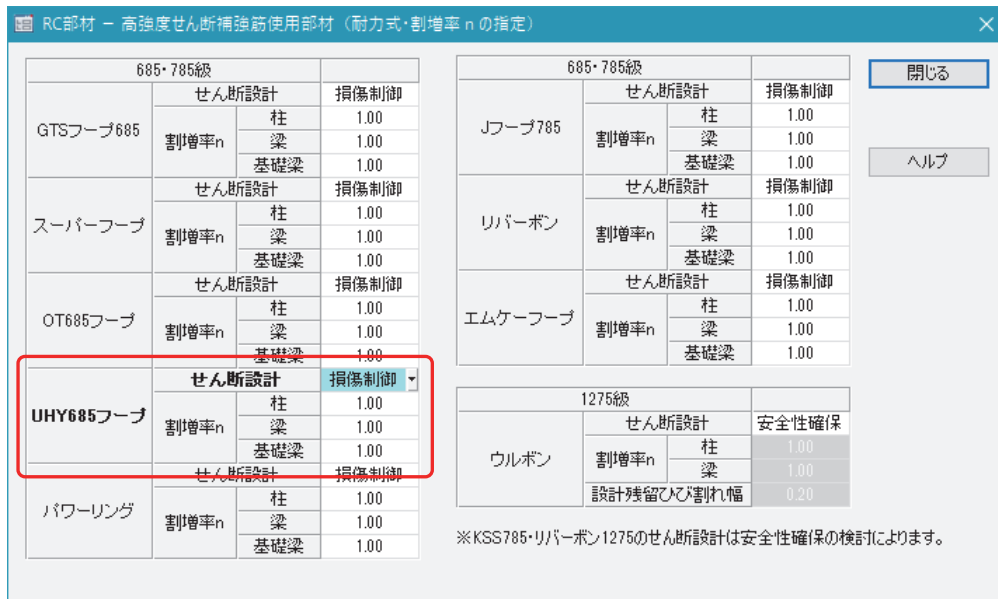 RC部材 − 高強度せん断補強筋使用部材（耐力式･割増率 n の指定）
685･785級
せん断設計 損傷制御
GTSフープ685 割増率n 柱 1.00
梁 1.00
基礎梁 1.00
せん断設計 損傷制御
スーパーフープ 割増率n 柱 1.00
梁 1.00
基礎梁 1.00
せん断設計 損傷制御
OT685フープ 割増率n 柱 1.00
梁 1.00
基礎梁 1.00
せん断設計 損傷制御
UHY685フープ 割増率n 柱 1.00
梁 1.00
基礎梁 1.00
せん断設計 損傷制御
パワーリング 割増率n 柱 1.00
梁 1.00
基礎梁 1.00
685･785級
せん断設計 損傷制御
Jフープ785 割増率n 柱 1.00
梁 1.00
基礎梁 1.00
せん断設計 損傷制御
リバーボン 割増率n 柱 1.00
梁 1.00
基礎梁 1.00
せん断設計 損傷制御
エムケーフープ 割増率n 柱 1.00
梁 1.00
基礎梁 1.00
1275級
せん断設計 安全性確保
ウルボン 割増率n 柱 1.00
梁 1.00
設計残留ひび割れ幅 0.20
※KSS785･リバーボン1275のせん断設計は安全性確保の検討によります。
閉じる
ヘルプ